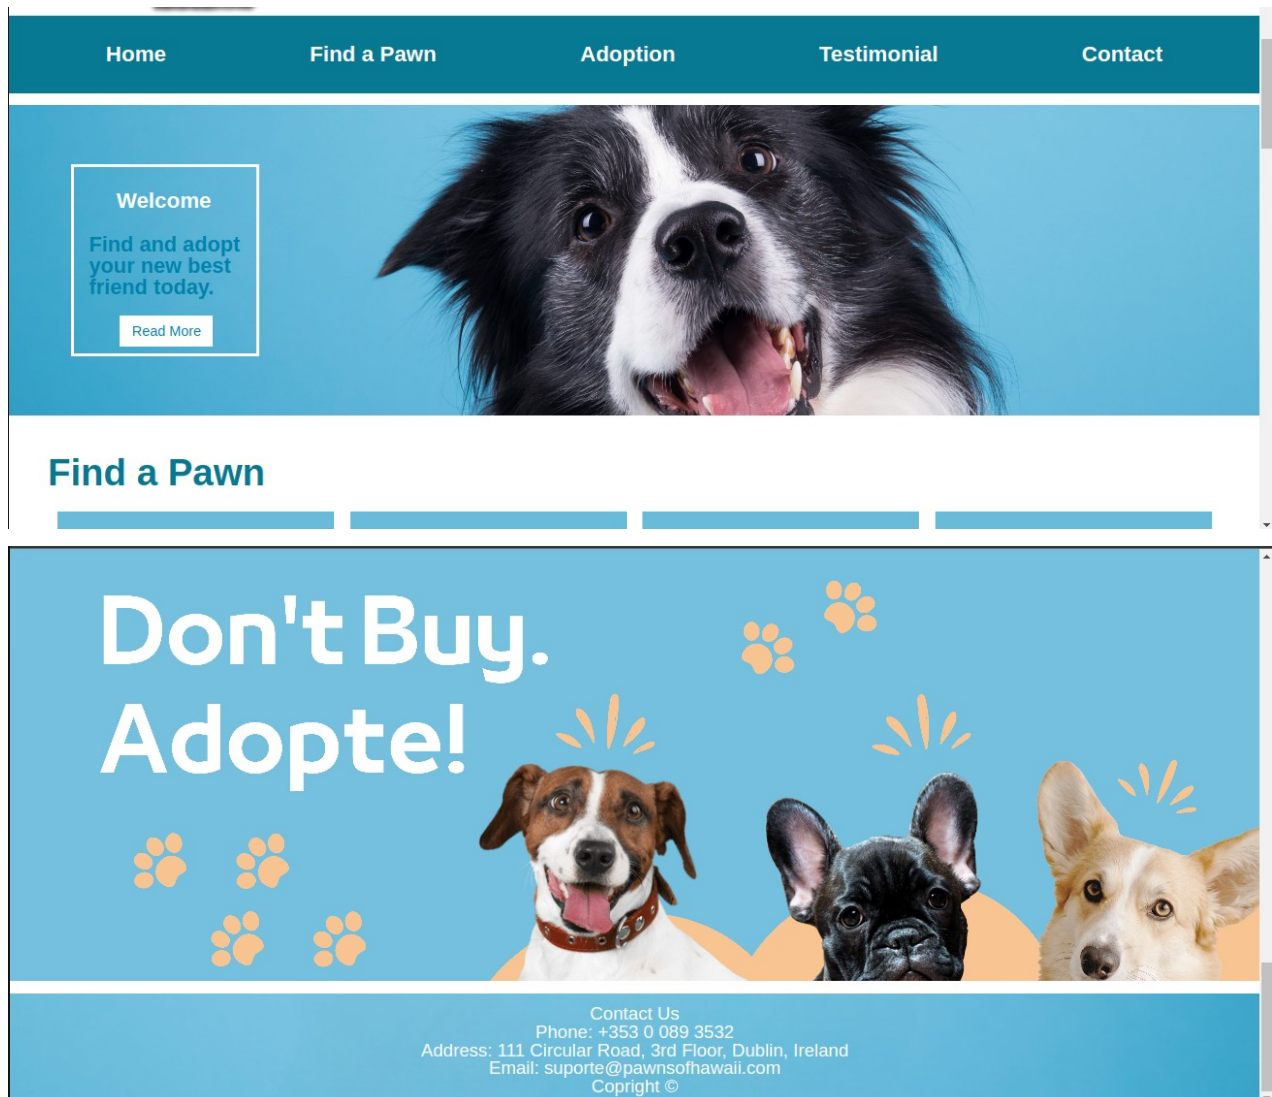 Home
Find a Pawn
Adoption
Testimonial
Contact
Welcome
Find and adopt
your new best
friend today.
Read More
Find a Pawn
Don't Buy.
Adopte!
Contact Us
Phone: +353 0 089 3532
Address: 111 Circular Road, 3rd Floor, Dublin, Ireland
Email: suporte@pawnsofhawaii.com
Copright ©